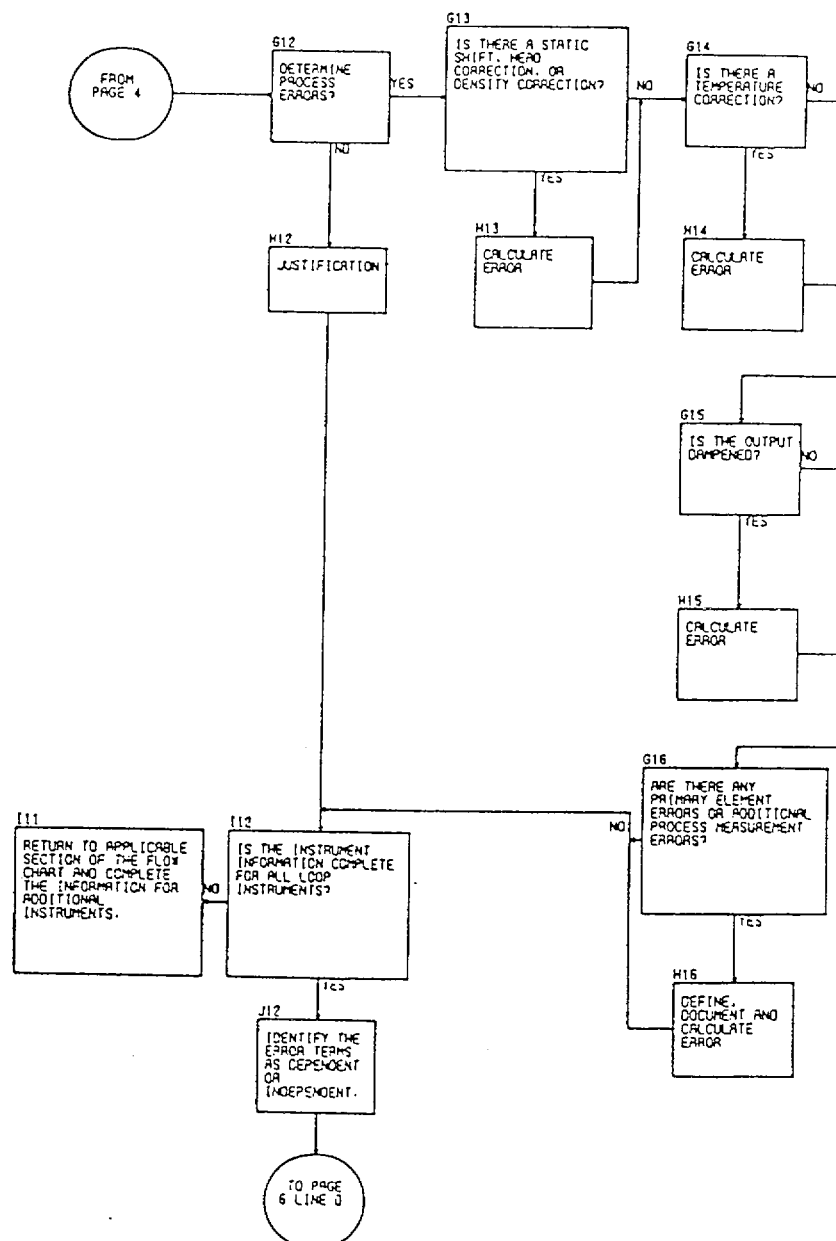 FROM
PAGE 4
G12
DETERMINE
PROCESS
ERRORS?
YES
NO
G13
IS THERE A STATIC
SHIFT, HEAD
CORRECTION, OR
DENSITY CORRECTION?
NO
YES
G14
IS THERE A
TEMPERATURE
CORRECTION?
NO
YES
H12
JUSTIFICATION
H13
CALCULATE
ERROR
H14
CALCULATE
ERROR
G15
IS THE OUTPUT
DAMPENED?
NO
YES
H15
CALCULATE
ERROR
G16
ARE THERE ANY
PRIMARY ELEMENT
ERRORS OR ADDITIONAL
PROCESS MEASUREMENT
ERRORS?
NO
YES
I11
RETURN TO APPLICABLE
SECTION OF THE FLOW
CHART AND COMPLETE
THE INFORMATION FOR
ADDITIONAL
INSTRUMENTS.
NO
I12
IS THE INSTRUMENT
INFORMATION COMPLETE
FOR ALL LOOP
INSTRUMENTS?
YES
H16
DEFINE,
DOCUMENT AND
CALCULATE
ERROR
J12
IDENTIFY THE
ERROR TERMS
AS DEPENDENT
OR
INDEPENDENT.
TO PAGE
6 LINE 0